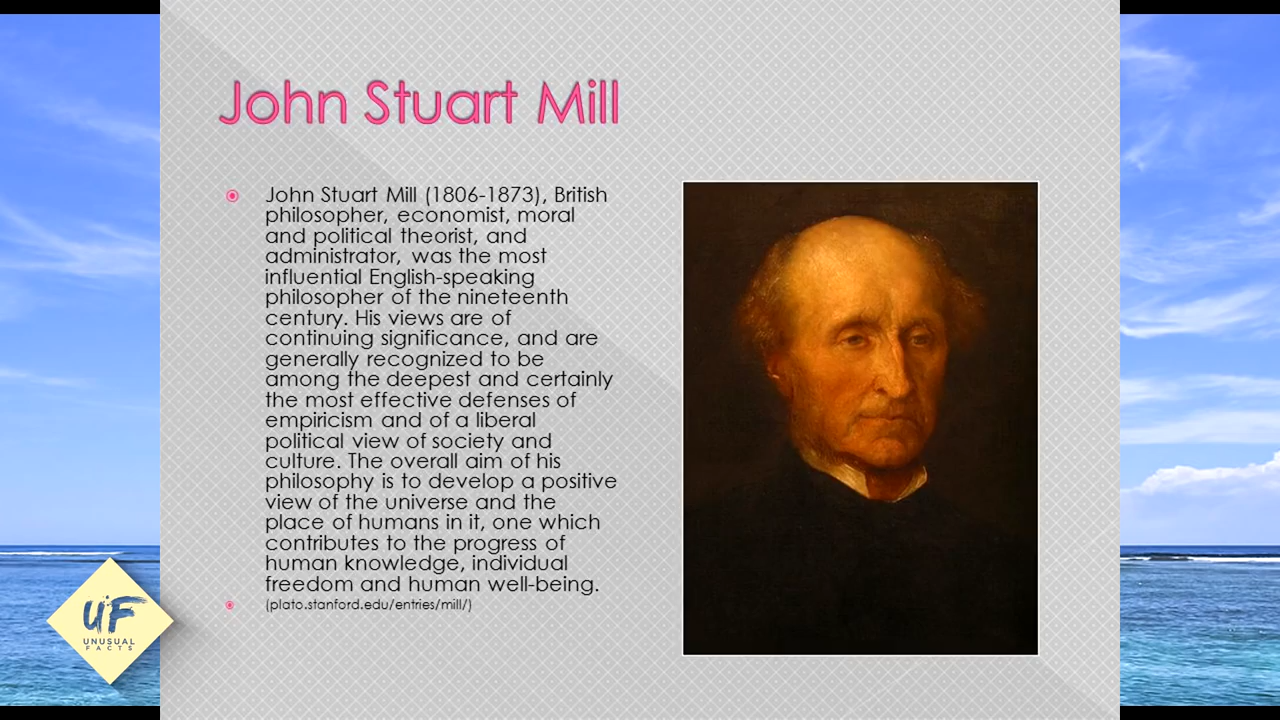 John Stuart Mill
John Stuart Mill (1806-1873), British
philosopher, economist, moral
and political theorist, and
administrator, was the most
influential English-speaking
philosopher of the nineteenth
century. His views are of
continuing significance, and are
generally recognized to be
among the deepest and certainly
the most effective defenses of
empiricism and of a liberal
political view of society and
culture. The overall aim of his
philosophy is to develop a positive
view of the universe and the
place of humans in it, one which
contributes to the progress of
human knowledge, individual
freedom and human well-being.
(plato.stanford.edu/entries/mill/)
UF
UNUSUAL
FACTS